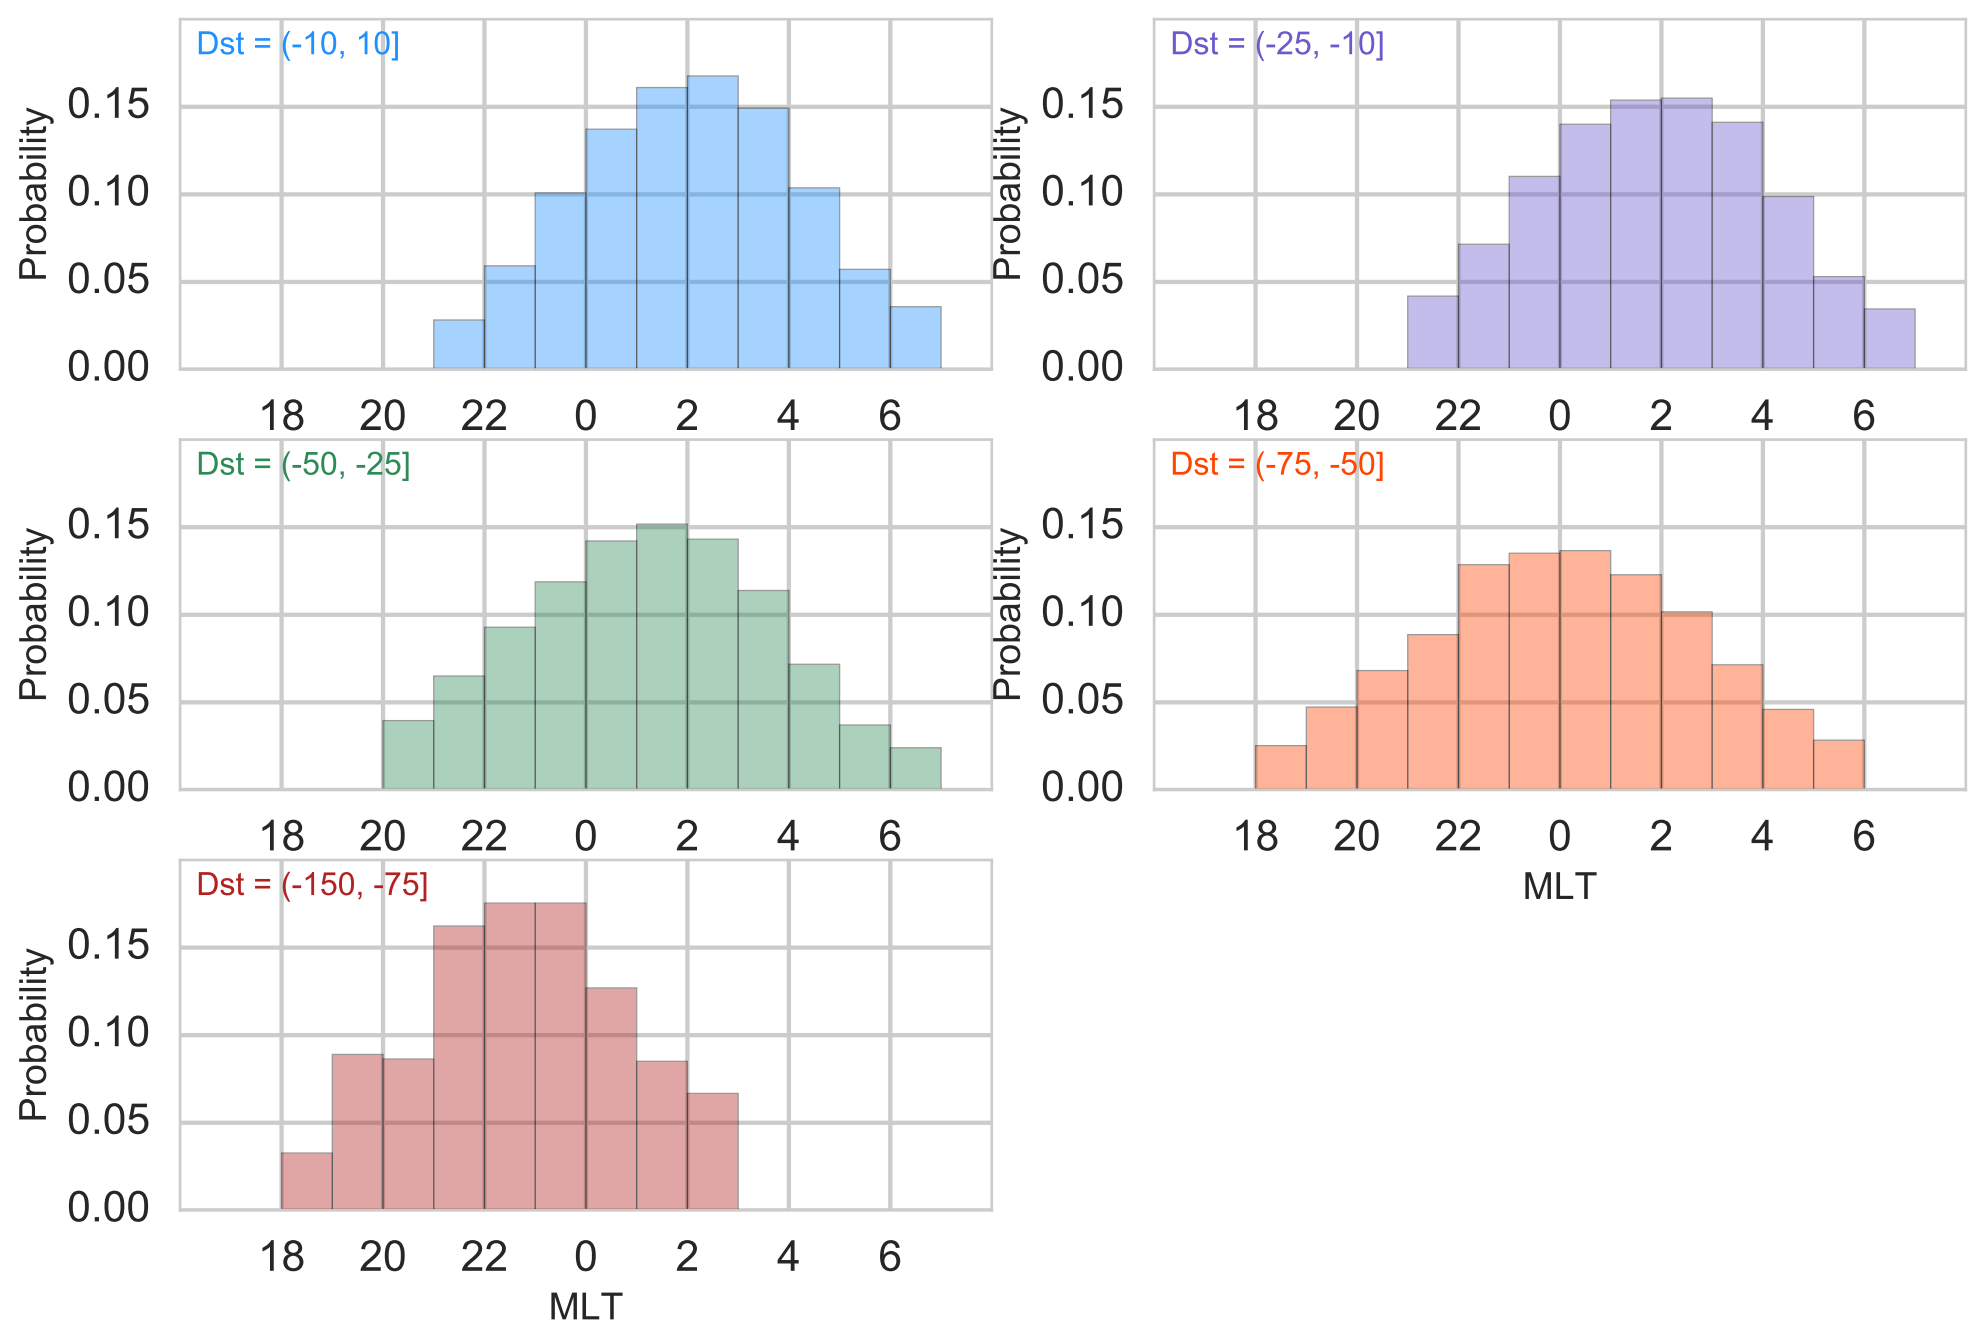 Dst = (-10, 10]
Probability
0.15
0.10
0.05
0.00
18 20 22 0 2 4 6
Dst = (-25, -10]
Probability
0.15
0.10
0.05
0.00
18 20 22 0 2 4 6
Dst = (-50, -25]
Probability
0.15
0.10
0.05
0.00
18 20 22 0 2 4 6
Dst = (-75, -50]
Probability
0.15
0.10
0.05
0.00
18 20 22 0 2 4 6
MLT
Dst = (-150, -75]
Probability
0.15
0.10
0.05
0.00
18 20 22 0 2 4 6
MLT